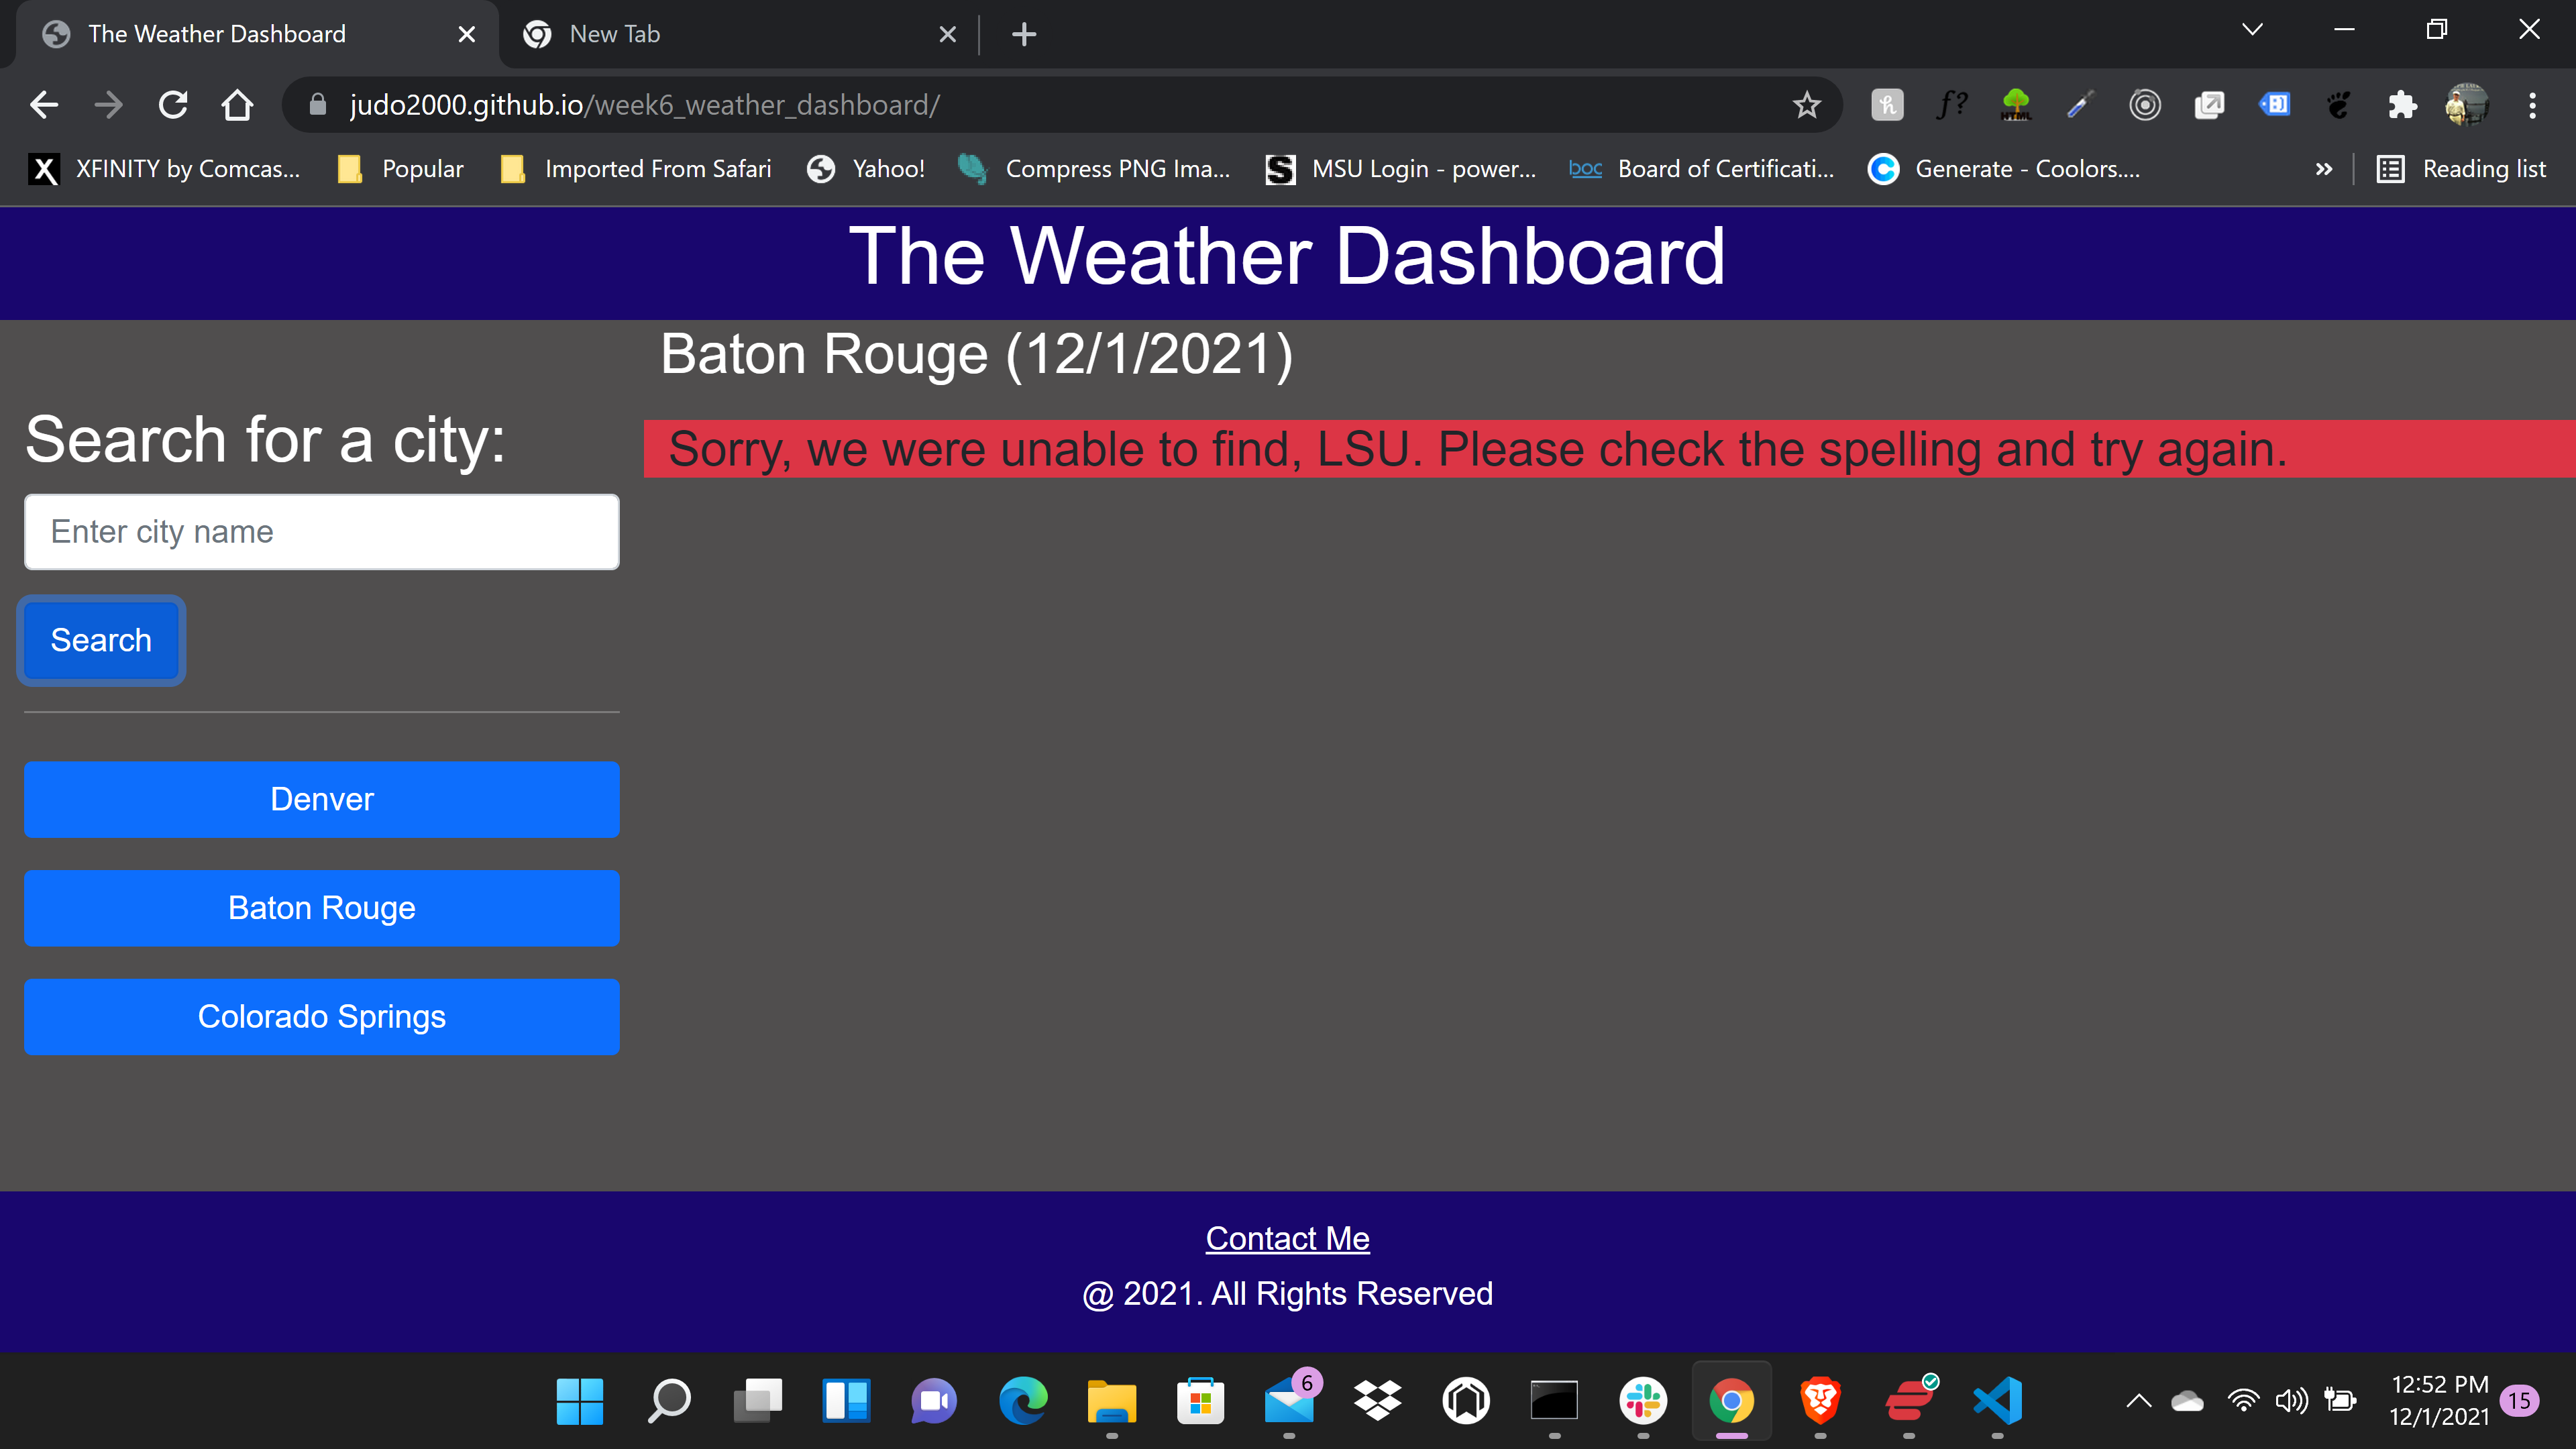 The Weather Dashboard
New Tab
judo2000.github.io/week6_weather_dashboard/
h f? HTML
XFINITY by Comcas...
Popular
Imported From Safari
Yahoo!
Compress PNG Ima...
S MSU Login - power...
boc Board of Certificati...
Generate - Coolors....
»
Reading list
The Weather Dashboard
Baton Rouge (12/1/2021)
Sorry, we were unable to find, LSU. Please check the spelling and try again.
Search for a city:
Enter city name
Search
Denver
Baton Rouge
Colorado Springs
Contact Me
@ 2021. All Rights Reserved
6
12:52 PM
12/1/2021
15